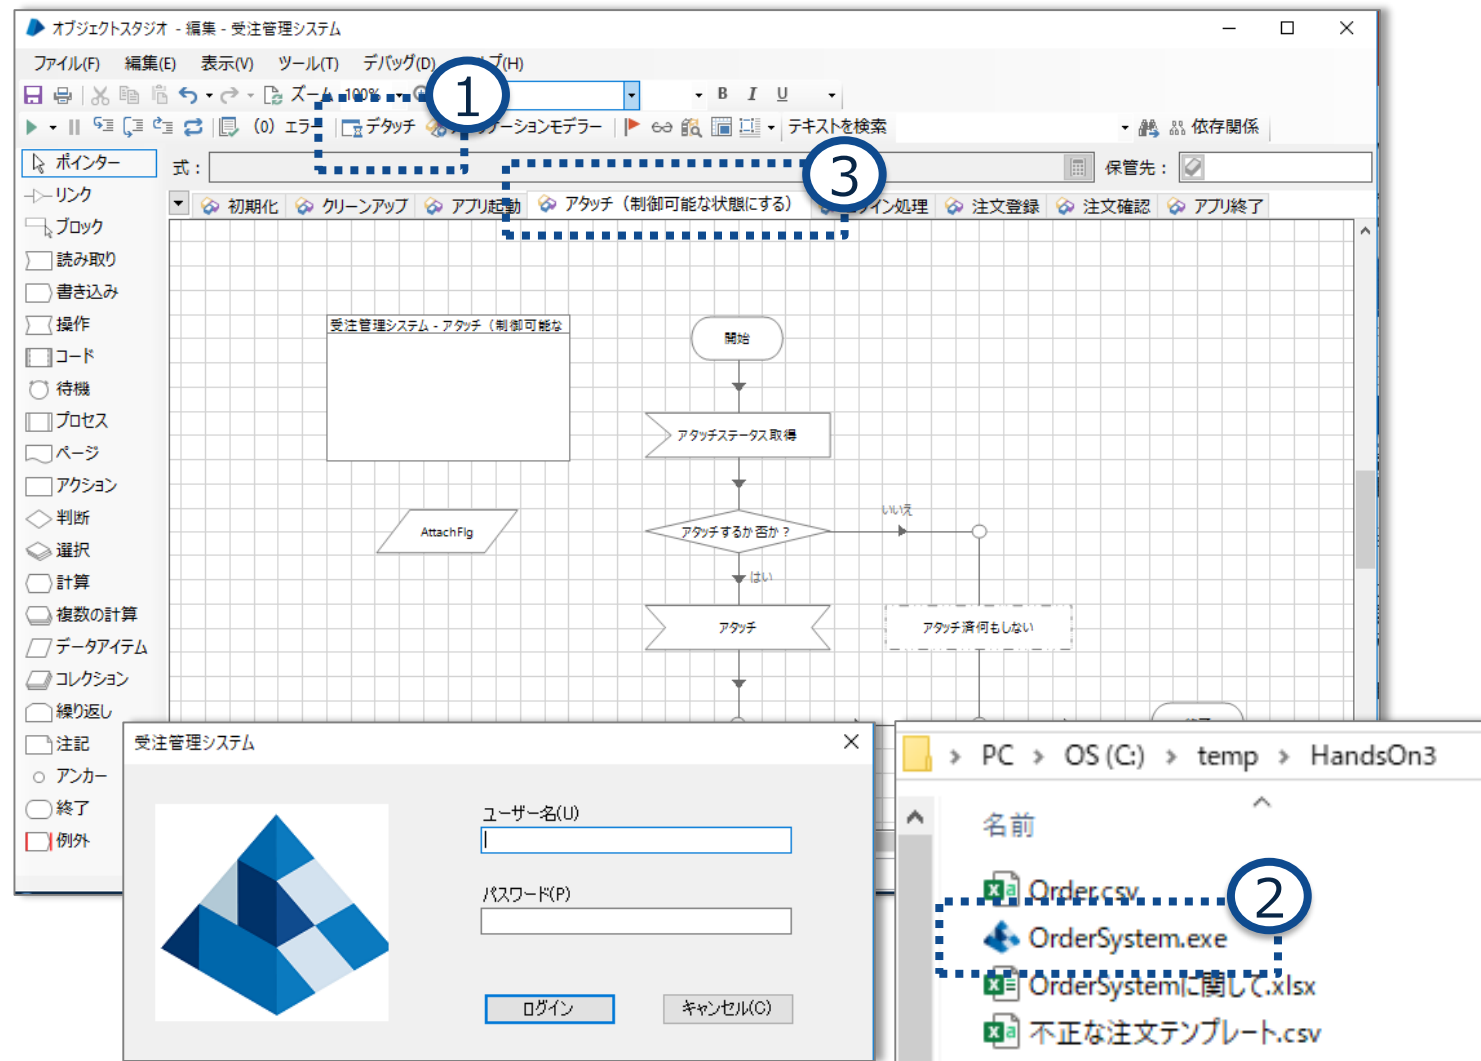 オブジェクトスタジオ - 編集 - 受注管理システム
ファイル(F) 編集(E) 表示(V) ツール(T) デバッグ(D) プ(H)
ズーム 100% B I U
(0) エラー デタッチ ーションモデラー テキストを検索 依存関係
1
ポインター 式: 保管先:
3
リンク
初期化 クリーンアップ アプリ起動 アタッチ(制御可能な状態にする) イン処理 注文登録 注文確認 アプリ終了
ブロック
読み取り
書き込み
操作
コード
待機
プロセス
ページ
アクション
判断
選択
計算
複数の計算
データアイテム
コレクション
繰り返し
注記
アンカー
終了
例外
受注管理システム - アタッチ(制御可能な
開始
アタッチステータス取得
AttachFlg
アタッチするか否か?
いいえ
はい
アタッチ
アタッチ済何もしない
受注管理システム
ユーザー名(U)
パスワード(P)
ログイン キャンセル(C)
PC > OS (C:) > temp > HandsOn3
名前
Order.csv
2
OrderSystem.exe
OrderSystemに関して.xlsx
不正な注文テンプレート.csv